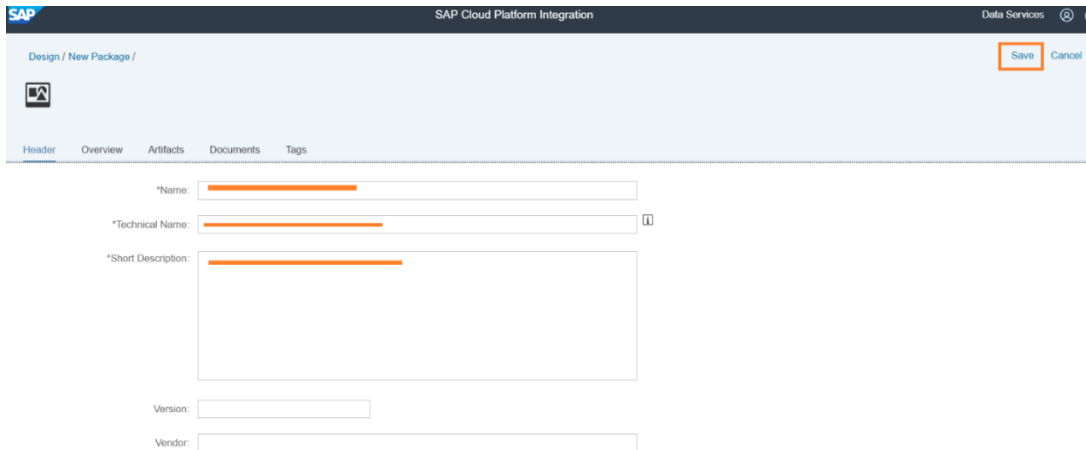 SAP SAP Cloud Platform Integration Data Services
Design / New Package / Save Cancel
Header Overview Artifacts Documents Tags
*Name:
*Technical Name:
*Short Description:
Version:
Vendor: